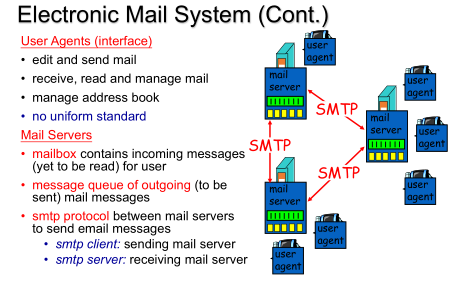 Electronic Mail System (Cont.)
User Agents (interface)
• edit and send mail
• receive, read and manage mail
• manage address book
• no uniform standard
Mail Servers
• mailbox contains incoming messages
(yet to be read) for user
• message queue of outgoing (to be
sent) mail messages
• smtp protocol between mail servers
to send email messages
• smtp client: sending mail server
• smtp server: receiving mail server
user
agent
mail
server
user
agent
SMTP
mail
server
user
agent
SMTP
SMTP
user
agent
mail
server
user
agent
user
agent